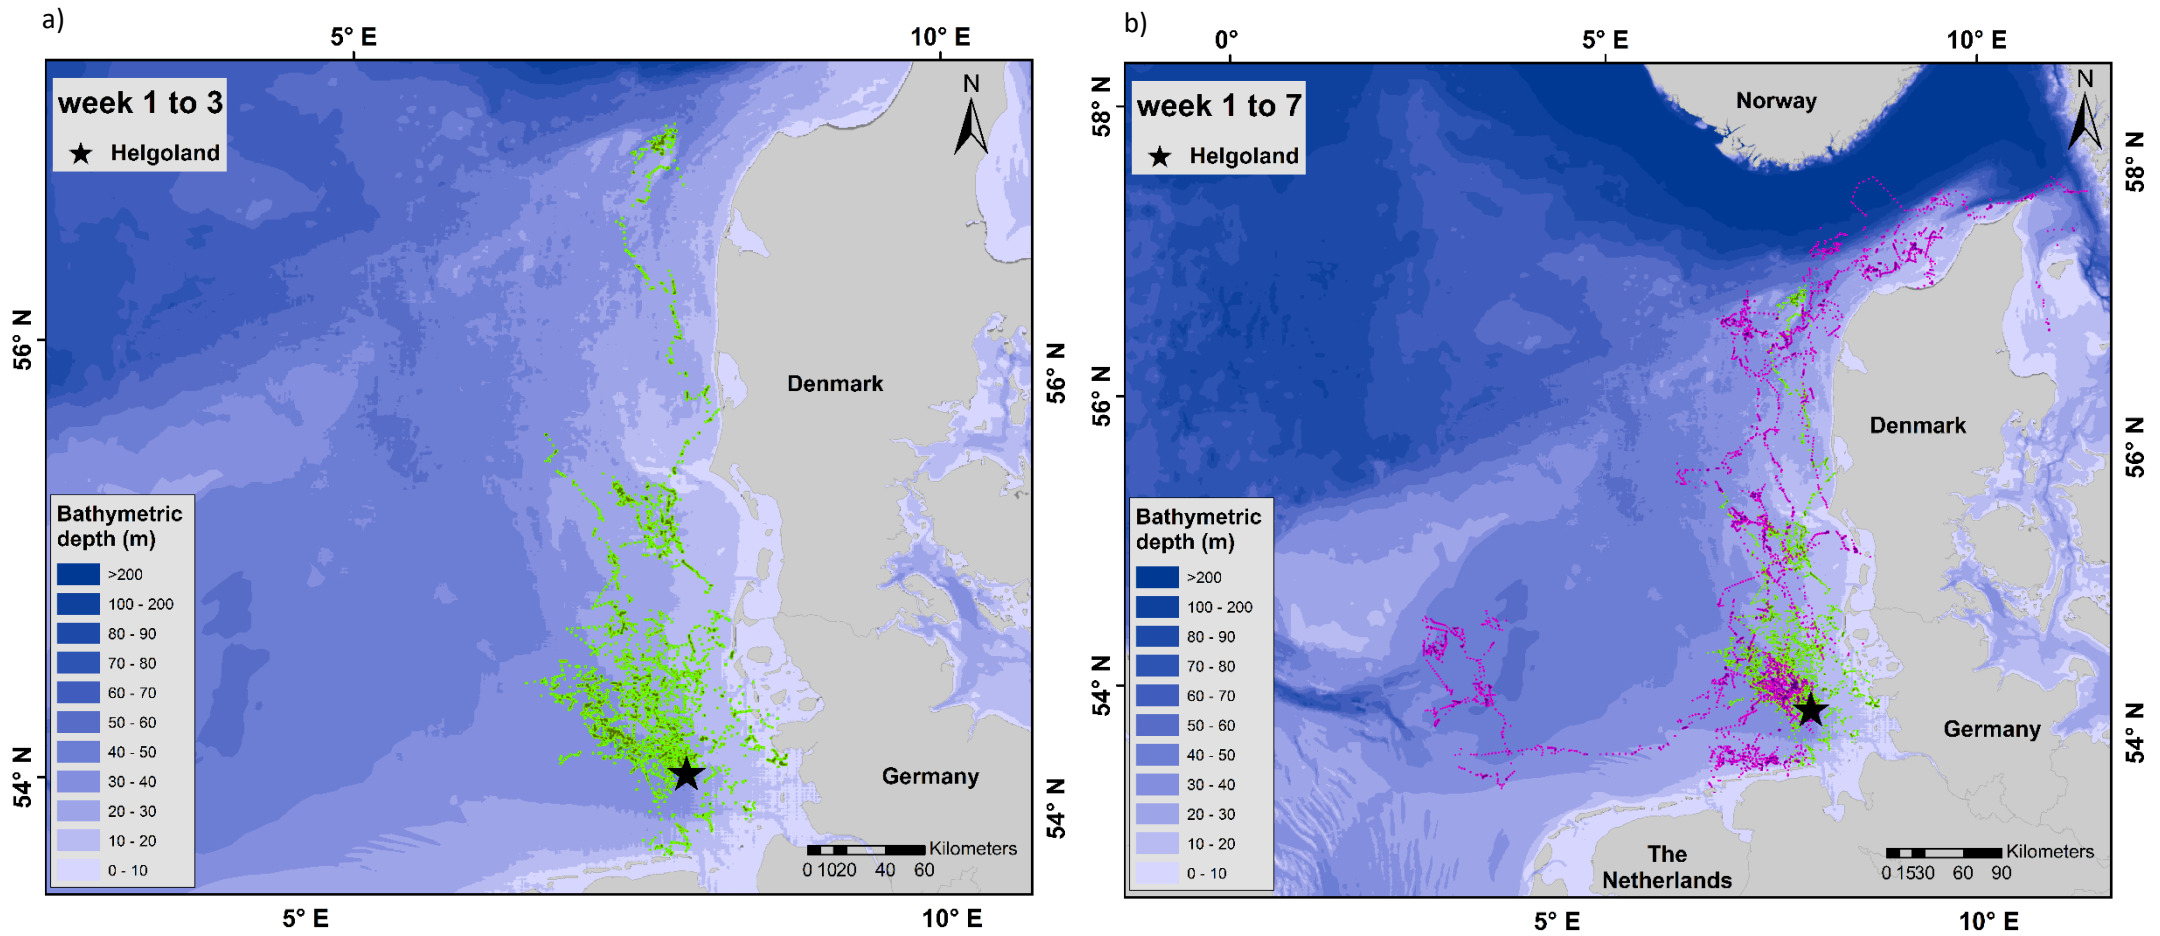 a)
5° E
10° E
week 1 to 3
Helgoland
N
56° N
56° N
Denmark
Bathymetric
depth (m)
>200
100 - 200
80 - 90
70 - 80
60 - 70
50 - 60
40 - 50
30 - 40
20 - 30
10 - 20
0 - 10
54° N
54° N
Germany
Kilometers
0 1020 40 60
5° E
10° E
b)
0°
5° E
10° E
week 1 to 7
Helgoland
Norway
N
58° N
58° N
56° N
56° N
Denmark
Bathymetric
depth (m)
>200
100 - 200
80 - 90
70 - 80
60 - 70
50 - 60
40 - 50
30 - 40
20 - 30
10 - 20
0 - 10
54° N
54° N
Germany
The
Netherlands
Kilometers
0 1530 60 90
5° E
10° E